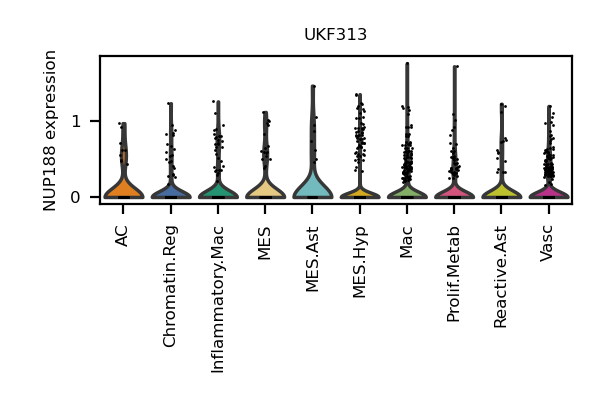 UKF313
NUP188 expression
1
0
AC
Chromatin.Reg
Inflammatory.Mac
MES
MES.Ast
MES.Hyp
Mac
Prolif.Metab
Reactive.Ast
Vasc